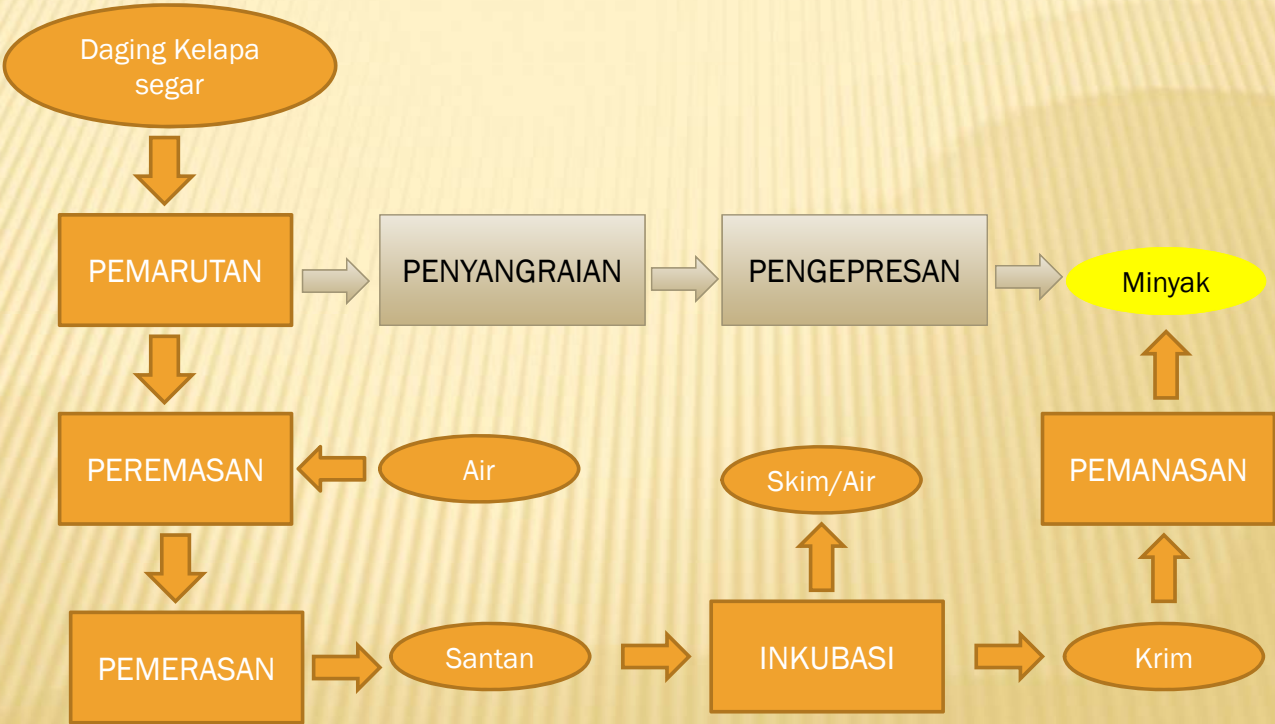 Daging Kelapa
segar
PEMARUTAN
PENYANGRAIAN
PENGEPRESAN
Minyak
PEREMASAN
Air
Skim/Air
PEMANASAN
PEMERASAN
Santan
INKUBASI
Krim